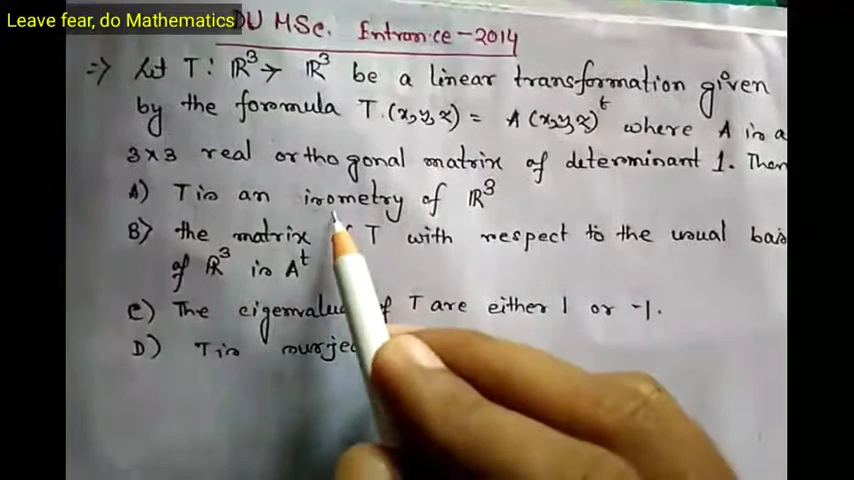 Leave fear, do Mathematics
DU MSc. Entrance-2014
=> Let T: ℝ³→ ℝ³ be a linear transformation given
by the formula T.(x,y,z) = A(x,y,z)ᵗ where A is a
3×3 real orthogonal matrix of determinant 1. Then
A) T is an isometry of ℝ³
B) the matrix T with respect to the usual
of ℝ³ is Aᵗ
C) The T are either 1 or -1.
D) T is